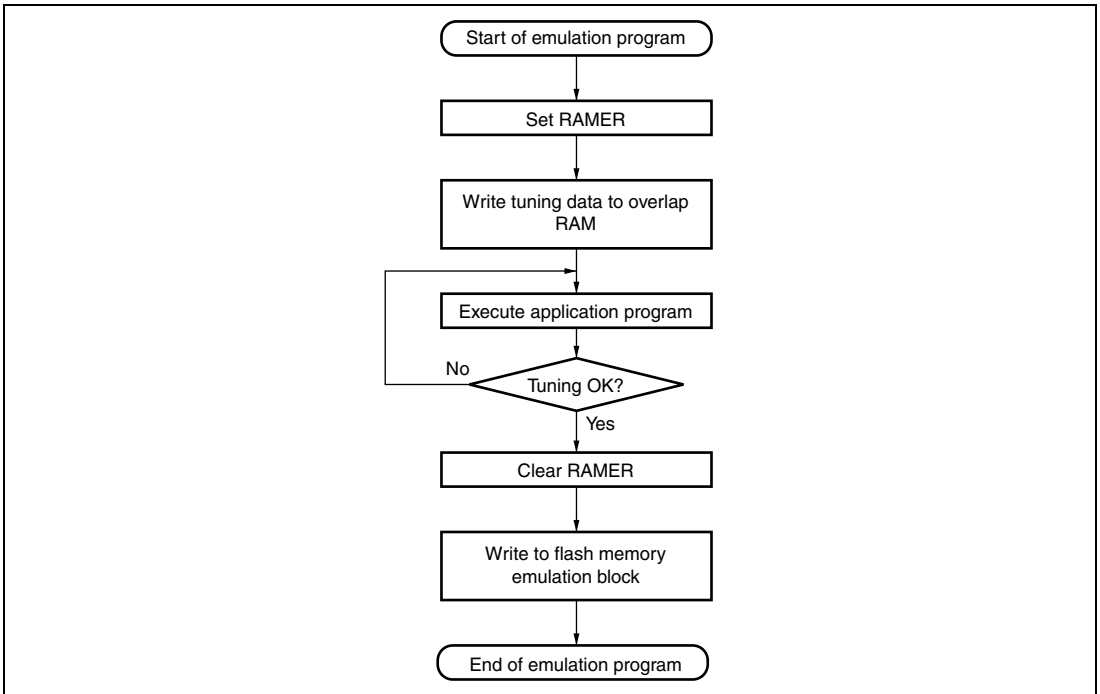 Start of emulation program
Set RAMER
Write tuning data to overlap
RAM
Execute application program
No
Tuning OK?
Yes
Clear RAMER
Write to flash memory
emulation block
End of emulation program